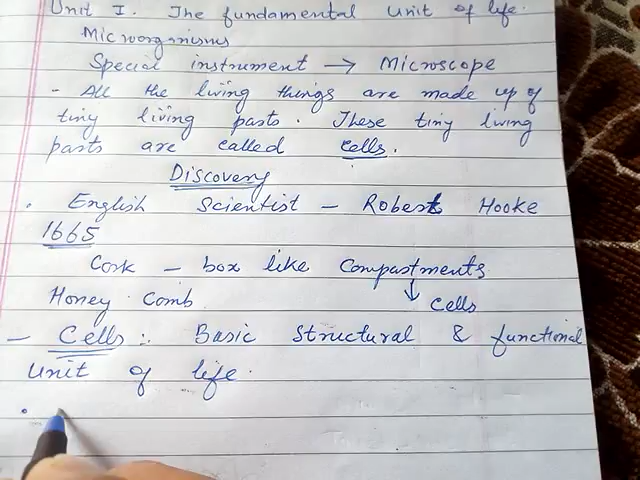 Unit I. The fundamental Unit of life.
Microorganisms
Special instrument → Microscope
- All the living things are made up of
tiny living parts. These tiny living
parts are called cells.
Discovery
. English Scientist - Robert Hooke
1665
Cork - box like Compartments
Honey Comb ↓ Cells
- Cells :. Basic structural & functional
Unit of life.
.